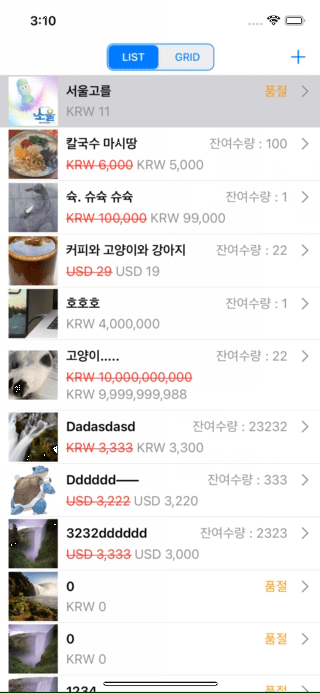 3:10
LIST GRID +
서울고를 품절
KRW 11
칼국수 마시땅 잔여수량 : 100
KRW 6,000 KRW 5,000
슉. 슈슉 슈슉 잔여수량 : 1
KRW 100,000 KRW 99,000
커피와 고양이와 강아지 잔여수량 : 22
USD 29 USD 19
호호호 잔여수량 : 1
KRW 4,000,000
고양이..... 잔여수량 : 22
KRW 10,000,000,000
KRW 9,999,999,988
Dadasdasd 잔여수량 : 23232
KRW 3,333 KRW 3,300
Dddddd—— 잔여수량 : 333
USD 3,222 USD 3,220
3232dddddd 잔여수량 : 2323
USD 3,333 USD 3,000
0 품절
KRW 0
0 품절
KRW 0
1234 품절